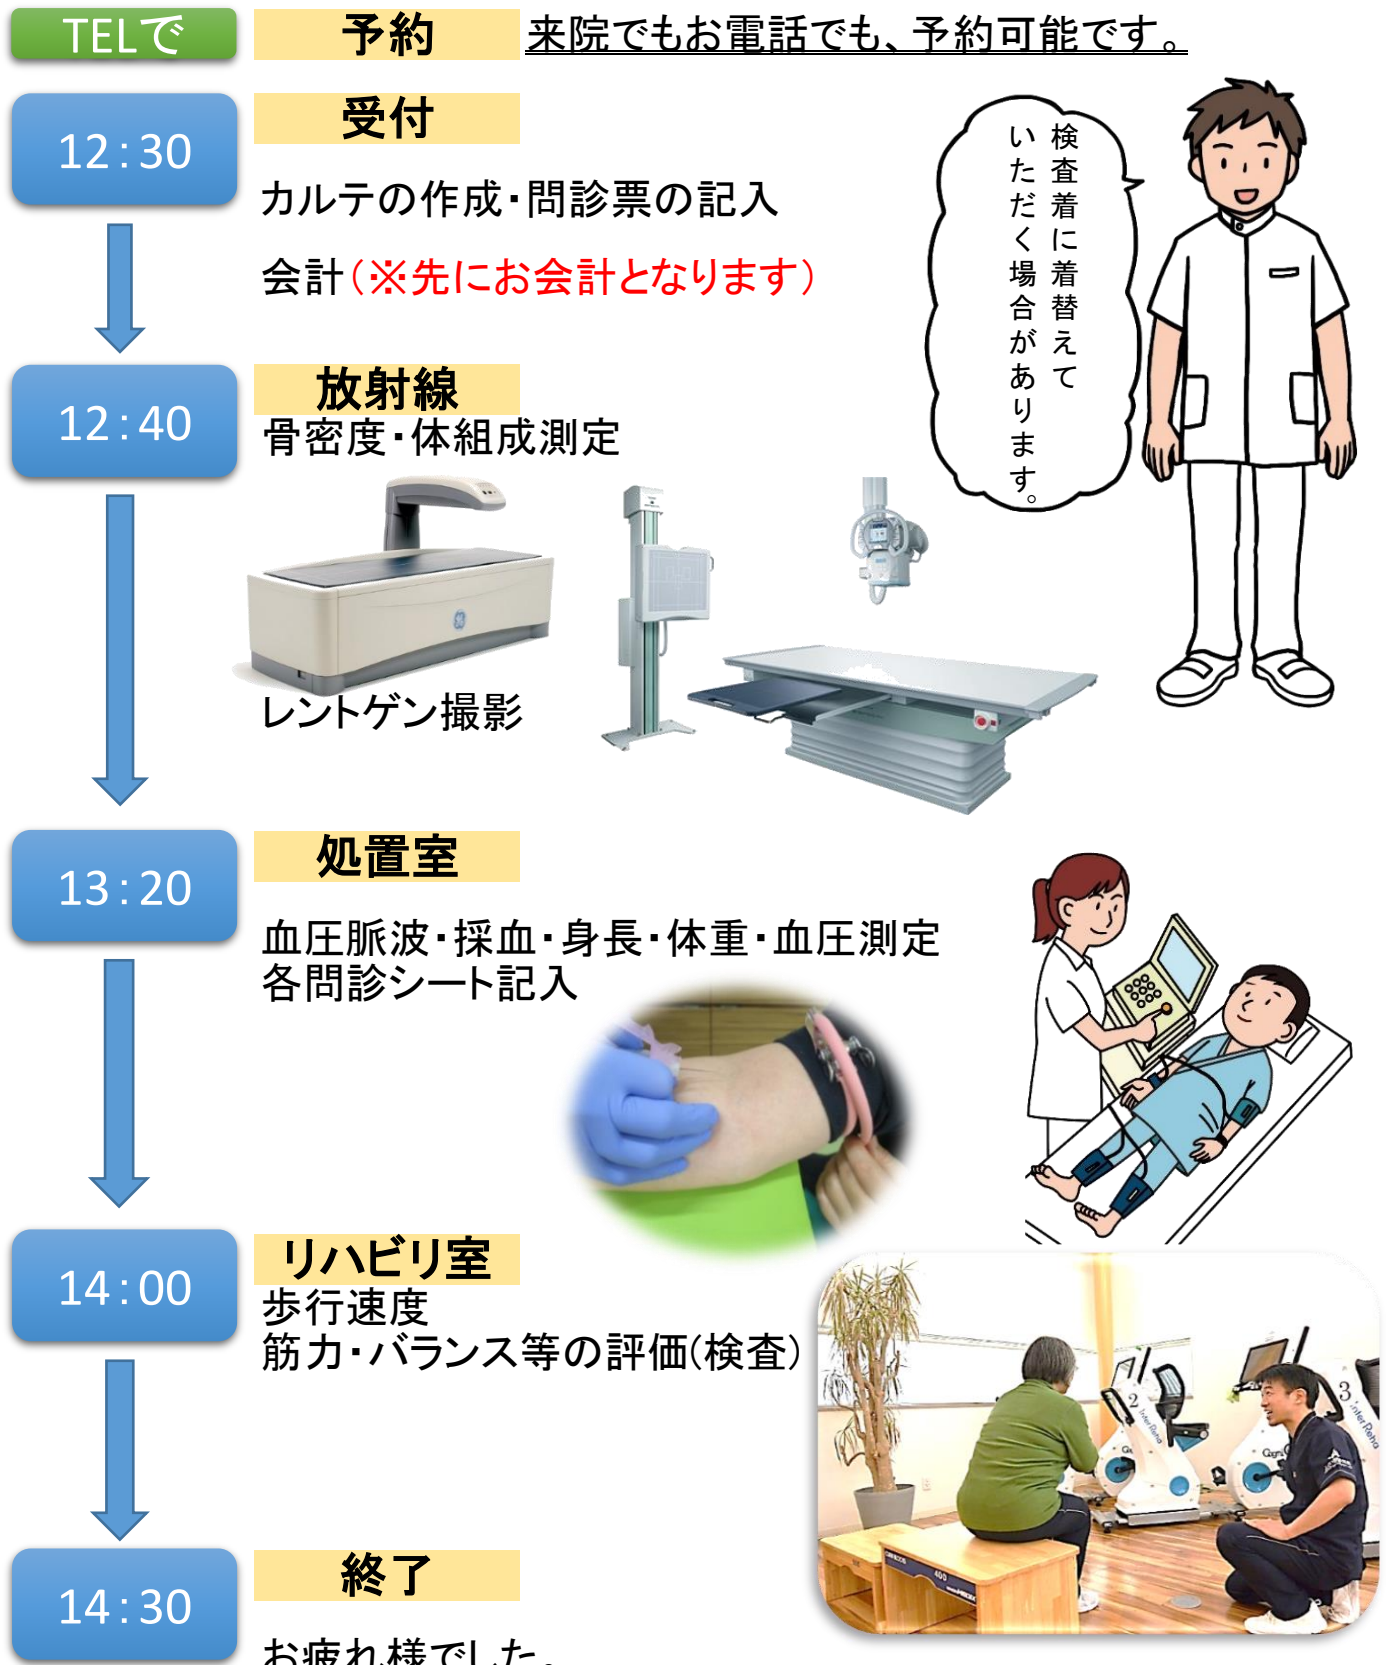 TELで
予約
来院でもお電話でも、予約可能です。
12:30
受付
カルテの作成・問診票の記入
会計(※先にお会計となります)
検査着に着替えて
いただく場合があります。
12:40
放射線
骨密度・体組成測定
レントゲン撮影
13:20
処置室
血圧脈波・採血・身長・体重・血圧測定
各問診シート記入
14:00
リハビリ室
歩行速度
筋力・バランス等の評価(検査)
2
InterReha
3
InterReha
400
14:30
終了
お疲れ様でした。